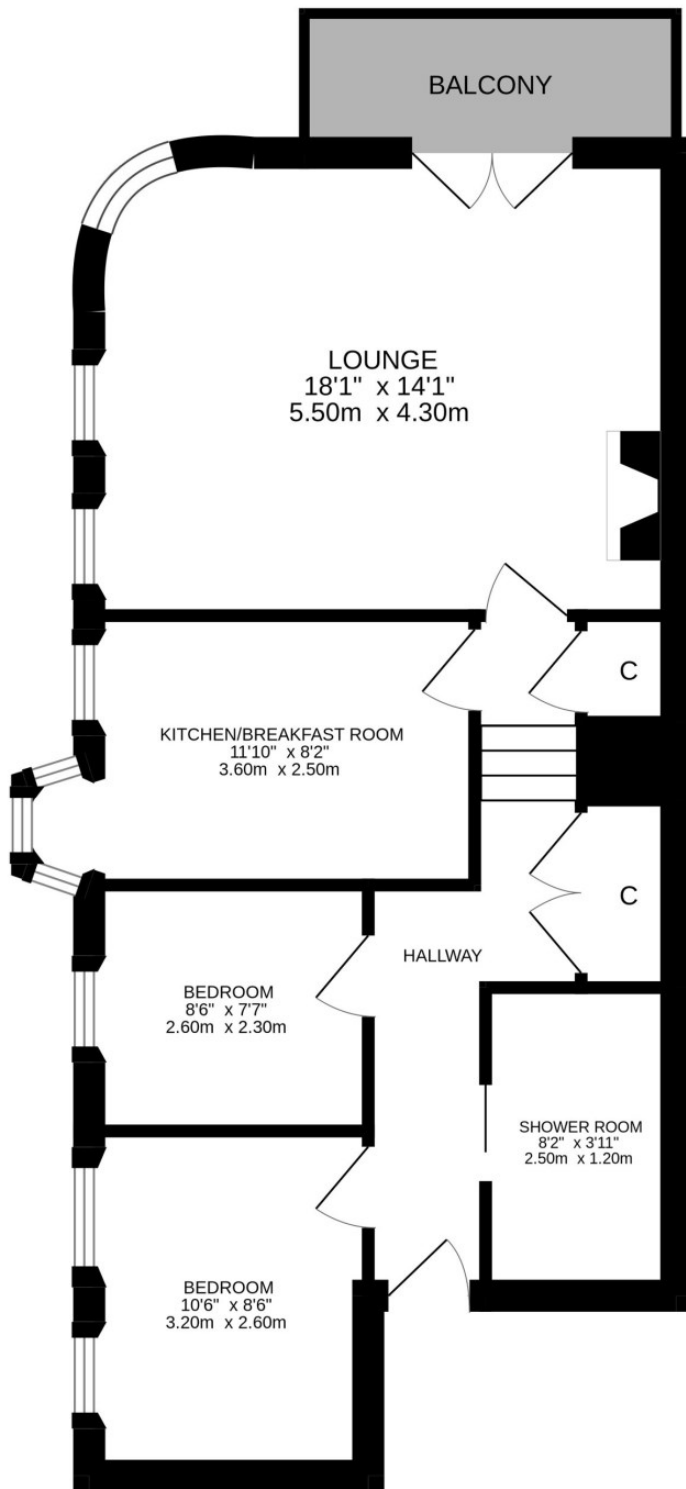 BALCONY
LOUNGE
18'1" x 14'1"
5.50m x 4.30m
C
KITCHEN/BREAKFAST ROOM
11'10" x 8'2"
3.60m x 2.50m
C
HALLWAY
BEDROOM
8'6" x 7'7"
2.60m x 2.30m
SHOWER ROOM
8'2" x 3'11"
2.50m x 1.20m
BEDROOM
10'6" x 8'6"
3.20m x 2.60m